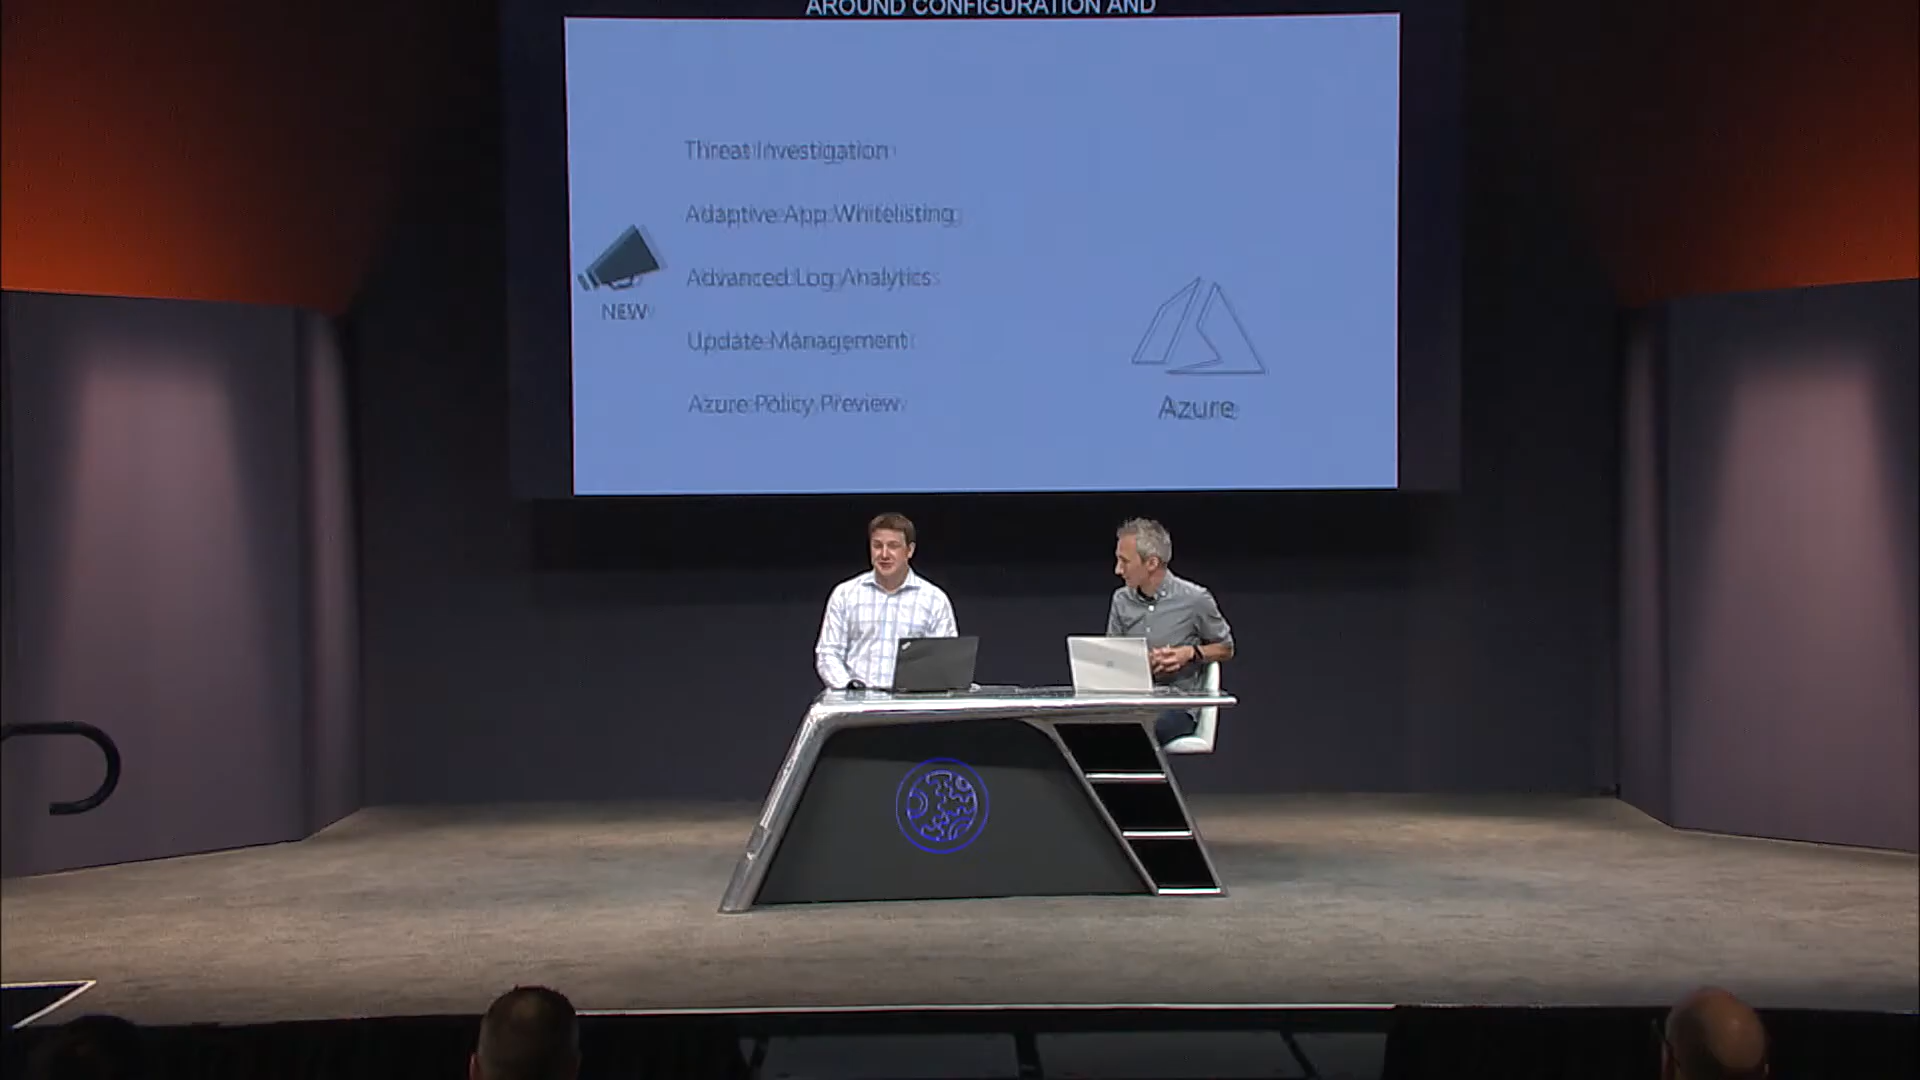 AROUND CONFIGURATION AND
Threat Investigation
Adaptive App Whitelisting
Advanced Log Analytics
NEW
Update Management
Azure Policy Preview
Azure